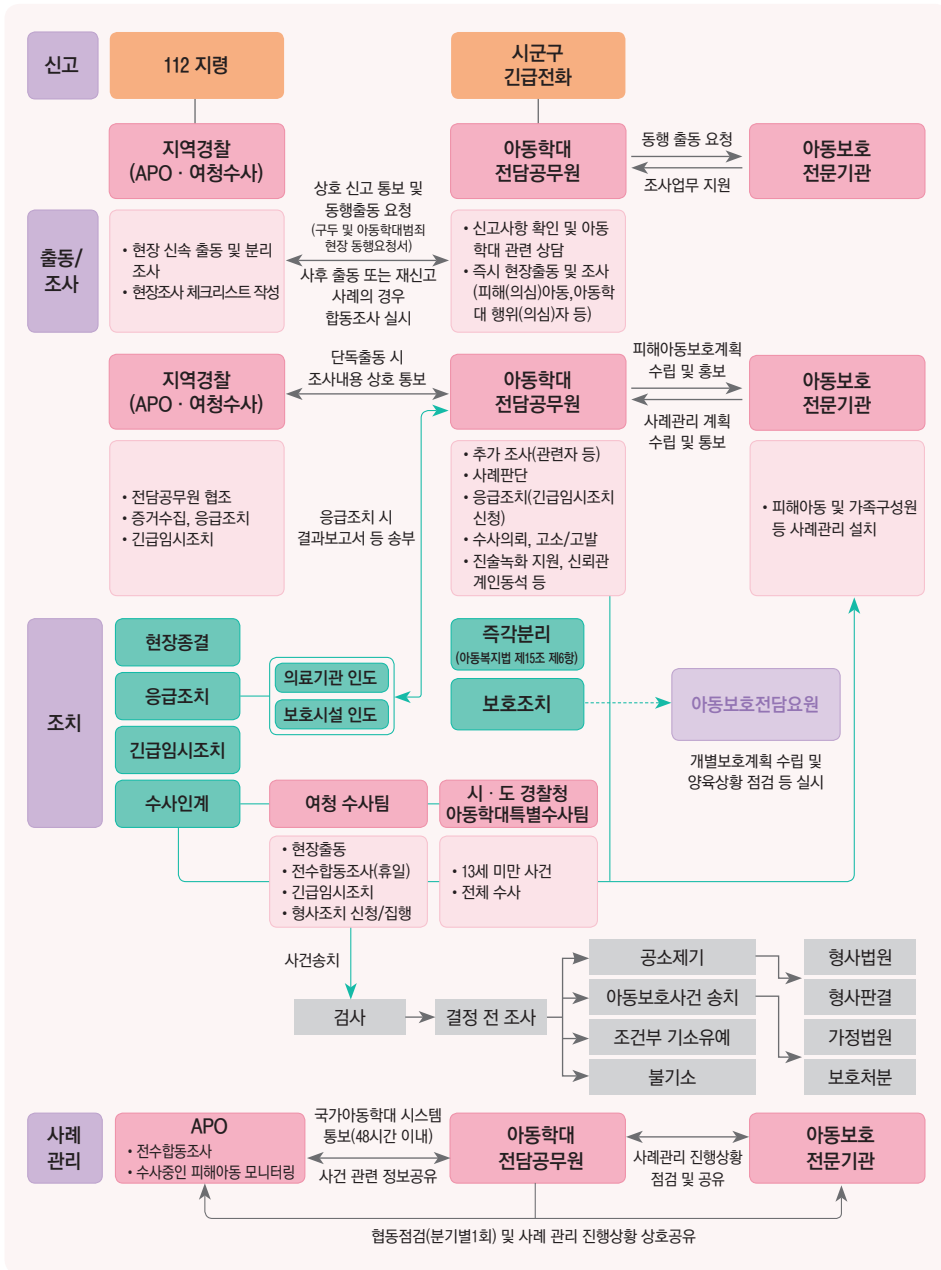 신고
112 지령
시군구
긴급전화
지역경찰
(APO · 여청수사)
아동학대
전담공무원
동행 출동 요청
조사업무 지원
아동보호
전문기관
상호 신고 통보 및
동행출동 요청
(구두 및 아동학대범죄
현장 동행요청서)
사후 출동 또는 재신고
사례의 경우
합동조사 실시
출동/
조사
• 현장 신속 출동 및 분리
조사
• 현장조사 체크리스트 작성
• 신고사항 확인 및 아동
학대 관련 상담
• 즉시 현장출동 및 조사
(피해(의심)아동,아동학
대 행위(의심)자 등)
지역경찰
(APO · 여청수사)
단독출동 시
조사내용 상호 통보
아동학대
전담공무원
피해아동보호계획
수립 및 홍보
사례관리 계획
수립 및 통보
아동보호
전문기관
• 전담공무원 협조
• 증거수집, 응급조치
• 긴급임시조치
응급조치 시
결과보고서 등 송부
• 추가 조사(관련자 등)
• 사례판단
• 응급조치(긴급임시조치
신청)
• 수사의뢰, 고소/고발
• 진술녹화 지원, 신뢰관
계인동석 등
• 피해아동 및 가족구성원
등 사례관리 설치
조치
현장종결
응급조치
긴급임시조치
수사인계
의료기관 인도
보호시설 인도
즉각분리
(아동복지법 제15조 제6항)
보호조치
아동보호전담요원
개별보호계획 수립 및
양육상황 점검 등 실시
여청 수사팀
시 · 도 경찰청
아동학대특별수사팀
• 현장출동
• 전수합동조사(휴일)
• 긴급임시조치
• 형사조치 신청/집행
• 13세 미만 사건
• 전체 수사
사건송치
검사
결정 전 조사
공소제기
아동보호사건 송치
조건부 기소유예
불기소
형사법원
형사판결
가정법원
보호처분
사례
관리
APO
• 전수합동조사
• 수사중인 피해아동 모니터링
국가아동학대 시스템
통보(48시간 이내)
사건 관련 정보공유
아동학대
전담공무원
사례관리 진행상황
점검 및 공유
아동보호
전문기관
협동점검(분기별1회) 및 사례 관리 진행상황 상호공유